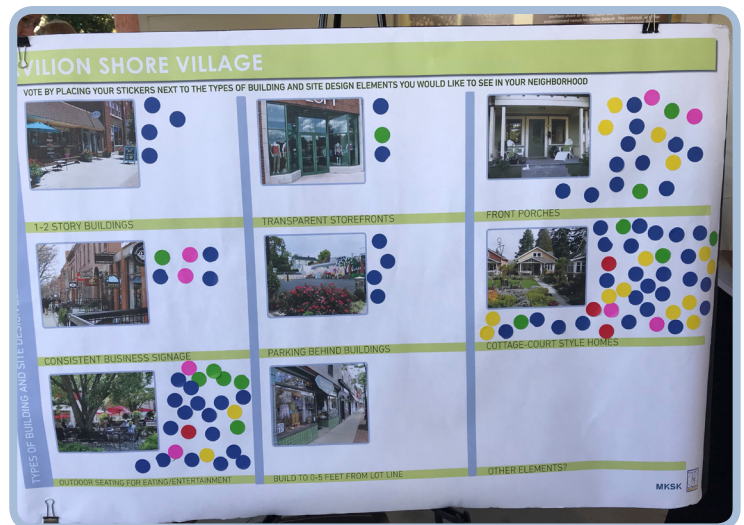 VILION SHORE VILLAGE
VOTE BY PLACING YOUR STICKERS NEXT TO THE TYPES OF BUILDING AND SITE DESIGN ELEMENTS YOU WOULD LIKE TO SEE IN YOUR NEIGHBORHOOD
1-2 STORY BUILDINGS
TRANSPARENT STOREFRONTS
FRONT PORCHES
CONSISTENT BUSINESS SIGNAGE
PARKING BEHIND BUILDINGS
COTTAGE-COURT STYLE HOMES
OUTDOOR SEATING FOR EATING/ENTERTAINMENT
BUILD TO 0-5 FEET FROM LOT LINE
OTHER ELEMENTS?
TYPES OF BUILDING AND SITE DESIGN
MKSK